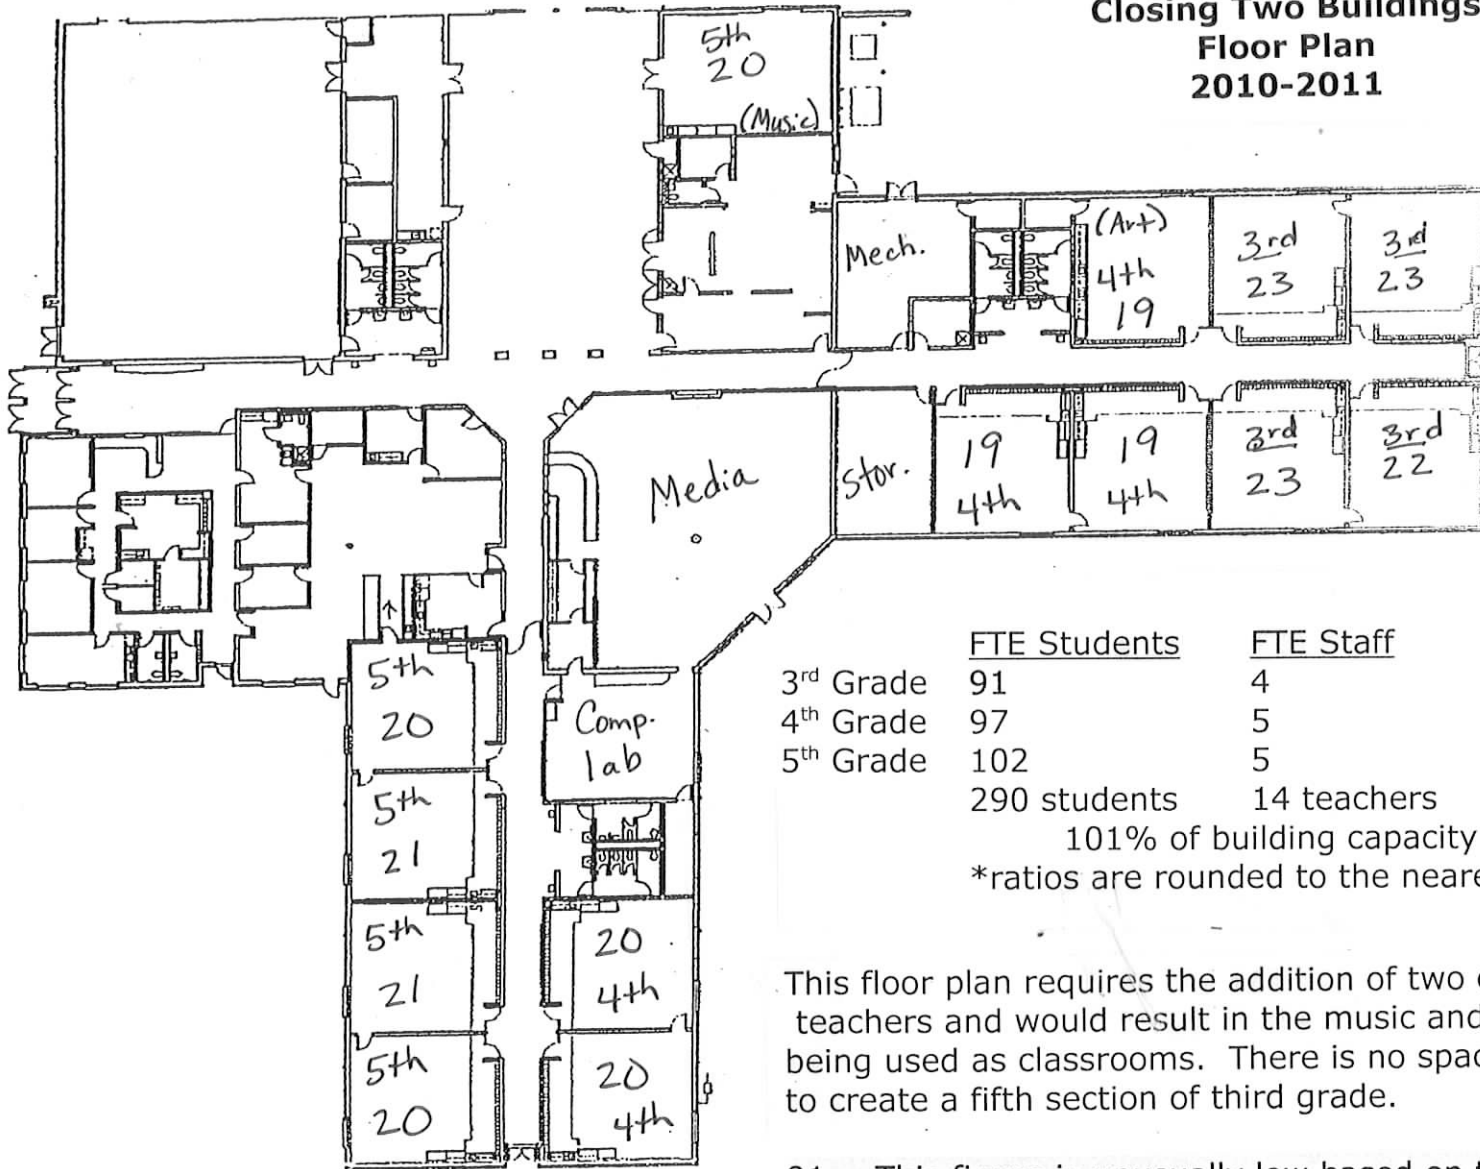 Closing Two Buildings
Floor Plan
2010-2011
5th
20
(Music)
Mech.
(Art)
4th
19
3rd
23
3rd
23
Media
Stor.
19
4th
19
4th
3rd
23
3rd
22
5th
20
Comp.
lab
5th
21
5th
21
20
4th
5th
20
20
4th
FTE Students FTE Staff
3rd Grade 91 4
4th Grade 97 5
5th Grade 102 5
290 students 14 teachers
101% of building capacity
*ratios are rounded to the
This floor plan requires the addition of two
teachers and would result in the music and
being used as classrooms. There is no
to create a fifth section of third grade.